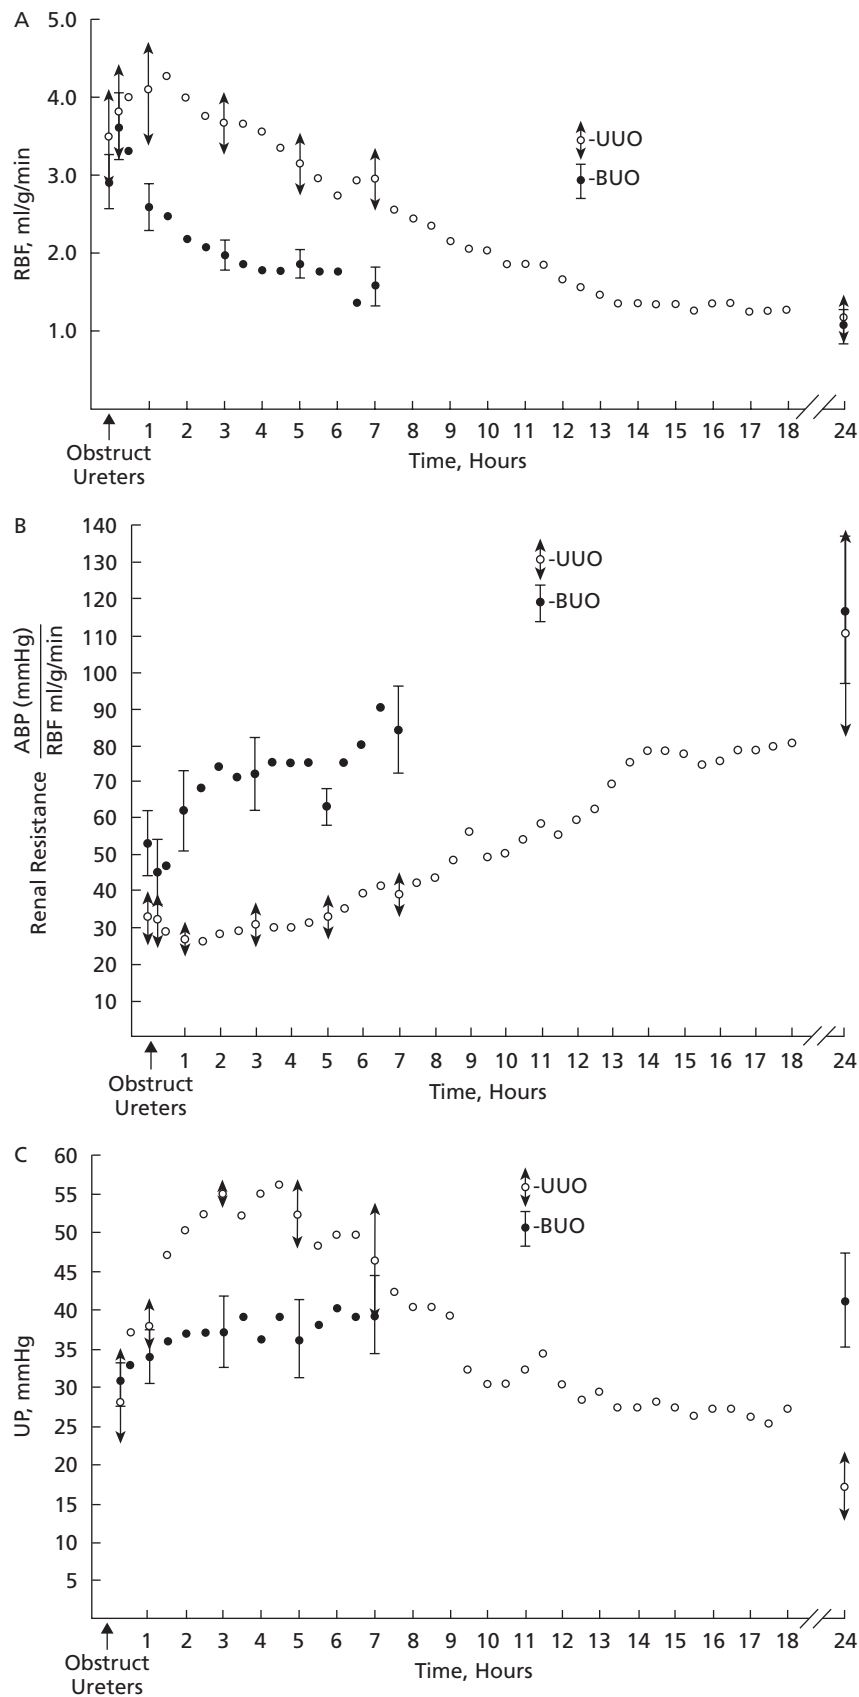 A
5.0
4.0
3.0
2.0
1.0
RBF, ml/g/min
-UUO
-BUO
1 2 3 4 5 6 7 8 9 10 11 12 13 14 15 16 17 18 24
Obstruct
Ureters
Time, Hours
B
140
130
120
110
100
90
80
70
60
50
40
30
20
10
Renal Resistance
ABP (mmHg)
RBF ml/g/min
-UUO
-BUO
1 2 3 4 5 6 7 8 9 10 11 12 13 14 15 16 17 18 24
Obstruct
Ureters
Time, Hours
C
60
55
50
45
40
35
30
25
20
15
10
5
UP, mmHg
-UUO
-BUO
1 2 3 4 5 6 7 8 9 10 11 12 13 14 15 16 17 18 24
Obstruct
Ureters
Time, Hours